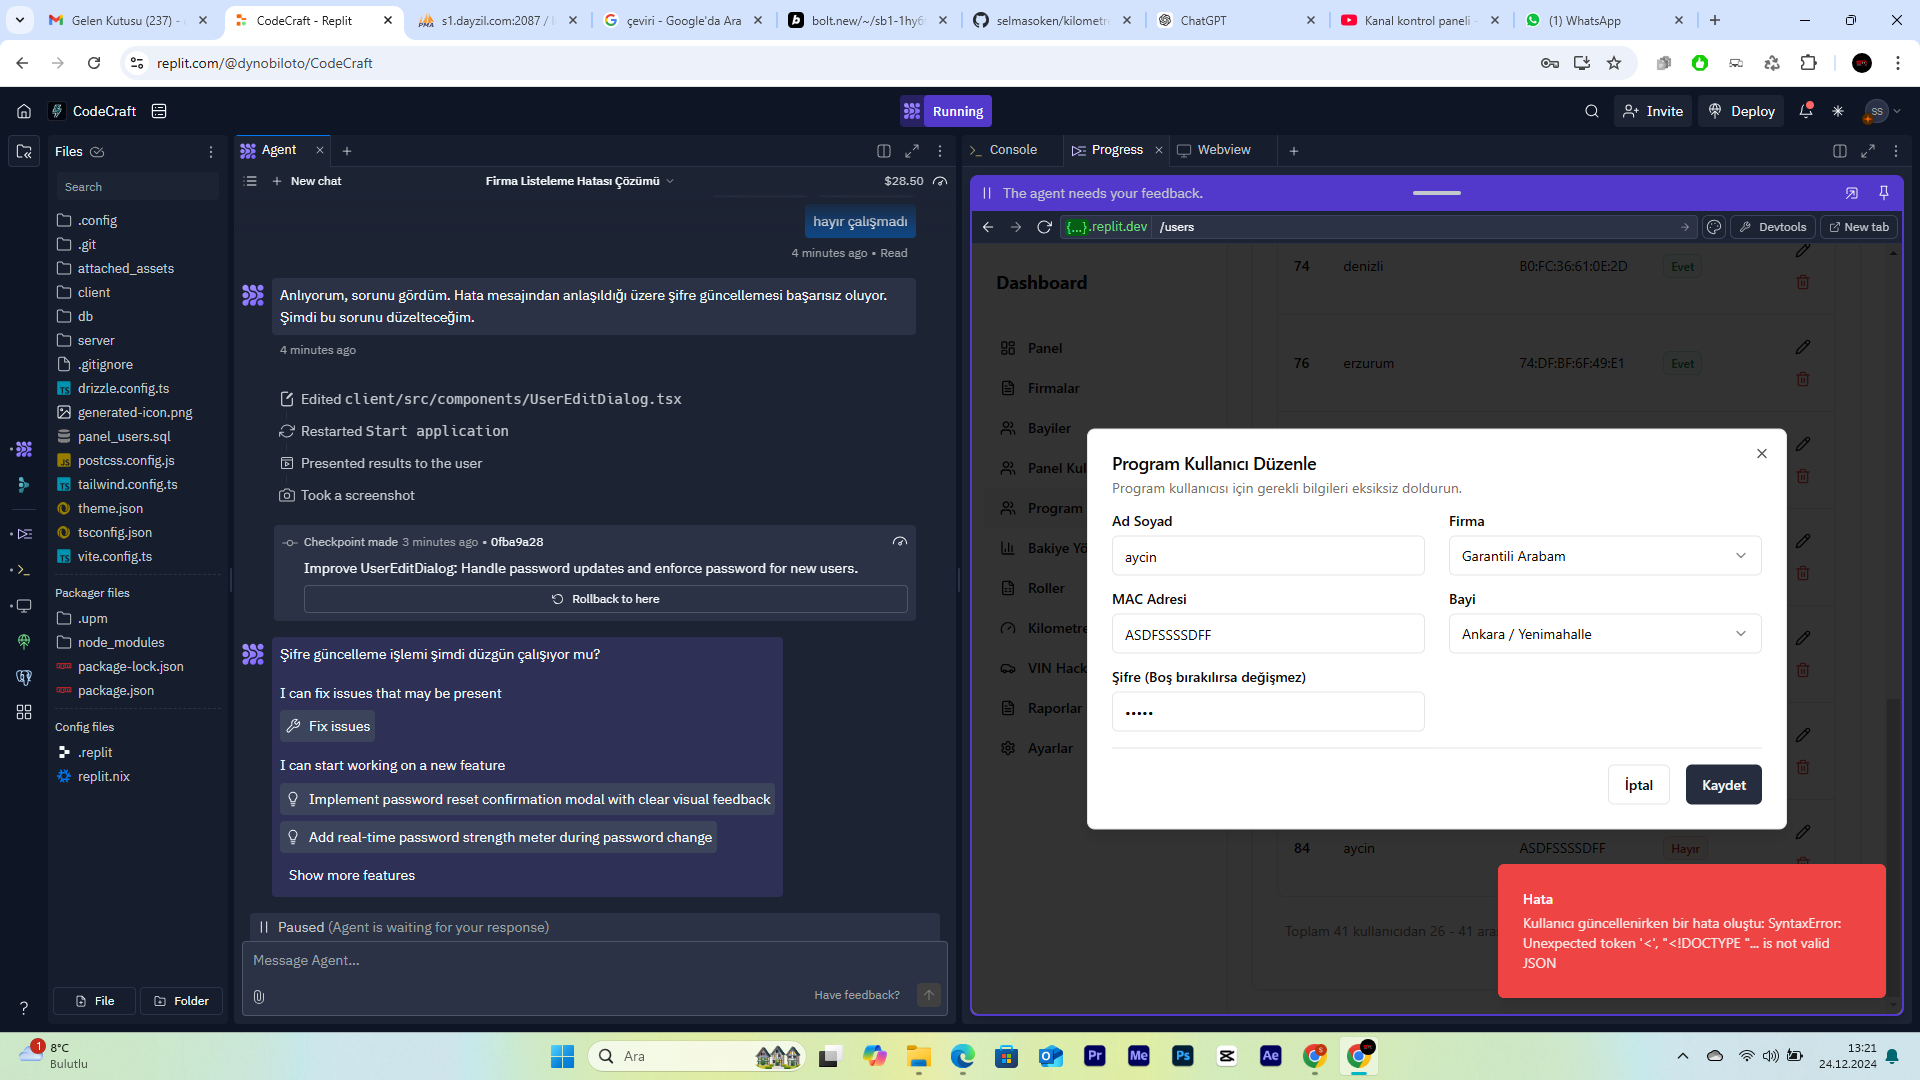 Gelen Kutusu (237) -
CodeCraft - Replit
s1.dayzil.com:2087 /
çeviri - Google'da Ara
bolt.new/~/sb1-1hy6
selmasoken/kilometre
ChatGPT
Kanal kontrol paneli -
(1) WhatsApp
replit.com/@dynobiloto/CodeCraft
CodeCraft
Running
Invite
Deploy
SS
Files
Search
.config
.git
attached_assets
client
db
server
.gitignore
drizzle.config.ts
generated-icon.png
panel_users.sql
postcss.config.js
tailwind.config.ts
theme.json
tsconfig.json
vite.config.ts
Packager files
.upm
node_modules
package-lock.json
package.json
Config files
.replit
replit.nix
File
Folder
Agent
New chat
Firma Listeleme Hatası Çözümü
$28.50
hayır çalışmadı
4 minutes ago • Read
Anlıyorum, sorunu gördüm. Hata mesajından anlaşıldığı üzere şifre güncellemesi başarısız oluyor.
Şimdi bu sorunu düzelteceğim.
4 minutes ago
Edited client/src/components/UserEditDialog.tsx
Restarted Start application
Presented results to the user
Took a screenshot
Checkpoint made 3 minutes ago • 0fba9a28
Improve UserEditDialog: Handle password updates and enforce password for new users.
Rollback to here
Şifre güncelleme işlemi şimdi düzgün çalışıyor mu?
I can fix issues that may be present
Fix issues
I can start working on a new feature
Implement password reset confirmation modal with clear visual feedback
Add real-time password strength meter during password change
Show more features
Paused (Agent is waiting for your response)
Message Agent...
Have feedback?
Console
Progress
Webview
The agent needs your feedback.
{...}.replit.dev
/users
Devtools
New tab
Dashboard
Panel
Firmalar
Bayiler
Panel Kul
Program
Bakiye Yö
Roller
Kilometre
VIN Hack
Raporlar
Ayarlar
74 denizli B0:FC:36:61:0E:2D Evet
76 erzurum 74:DF:BF:6F:49:E1 Evet
Program Kullanıcı Düzenle
Program kullanıcısı için gerekli bilgileri eksiksiz doldurun.
Ad Soyad
aycin
Firma
Garantili Arabam
MAC Adresi
ASDFSSSSDFF
Bayi
Ankara / Yenimahalle
Şifre (Boş bırakılırsa değişmez)
•••••
İptal
Kaydet
84 aycin ASDFSSSSDFF Hayır
Toplam 41 kullanıcıdan 26 - 41 ara
Hata
Kullanıcı güncellenirken bir hata oluştu: SyntaxError:
Unexpected token '<', "<!DOCTYPE "... is not valid
JSON
1
8°C
Bulutlu
Ara
Pr
Me
Ps
Ae
13:21
24.12.2024